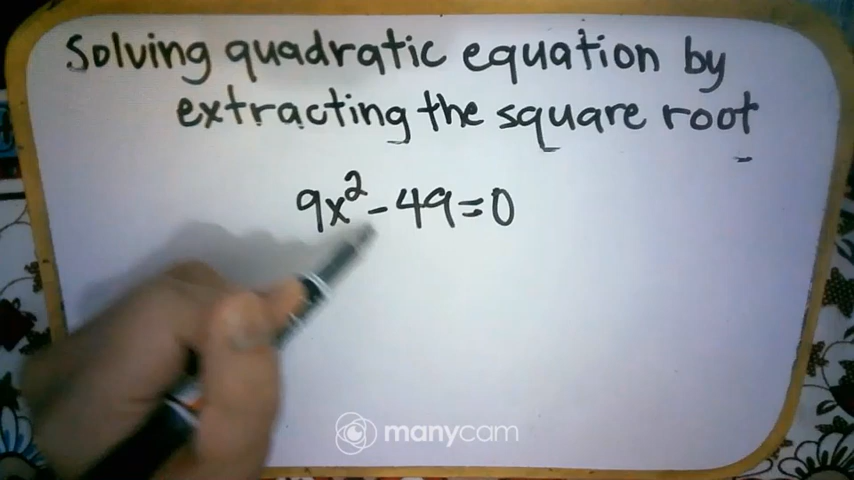 Solving quadratic equation by
extracting the square root
9x² - 49 = 0
manycam